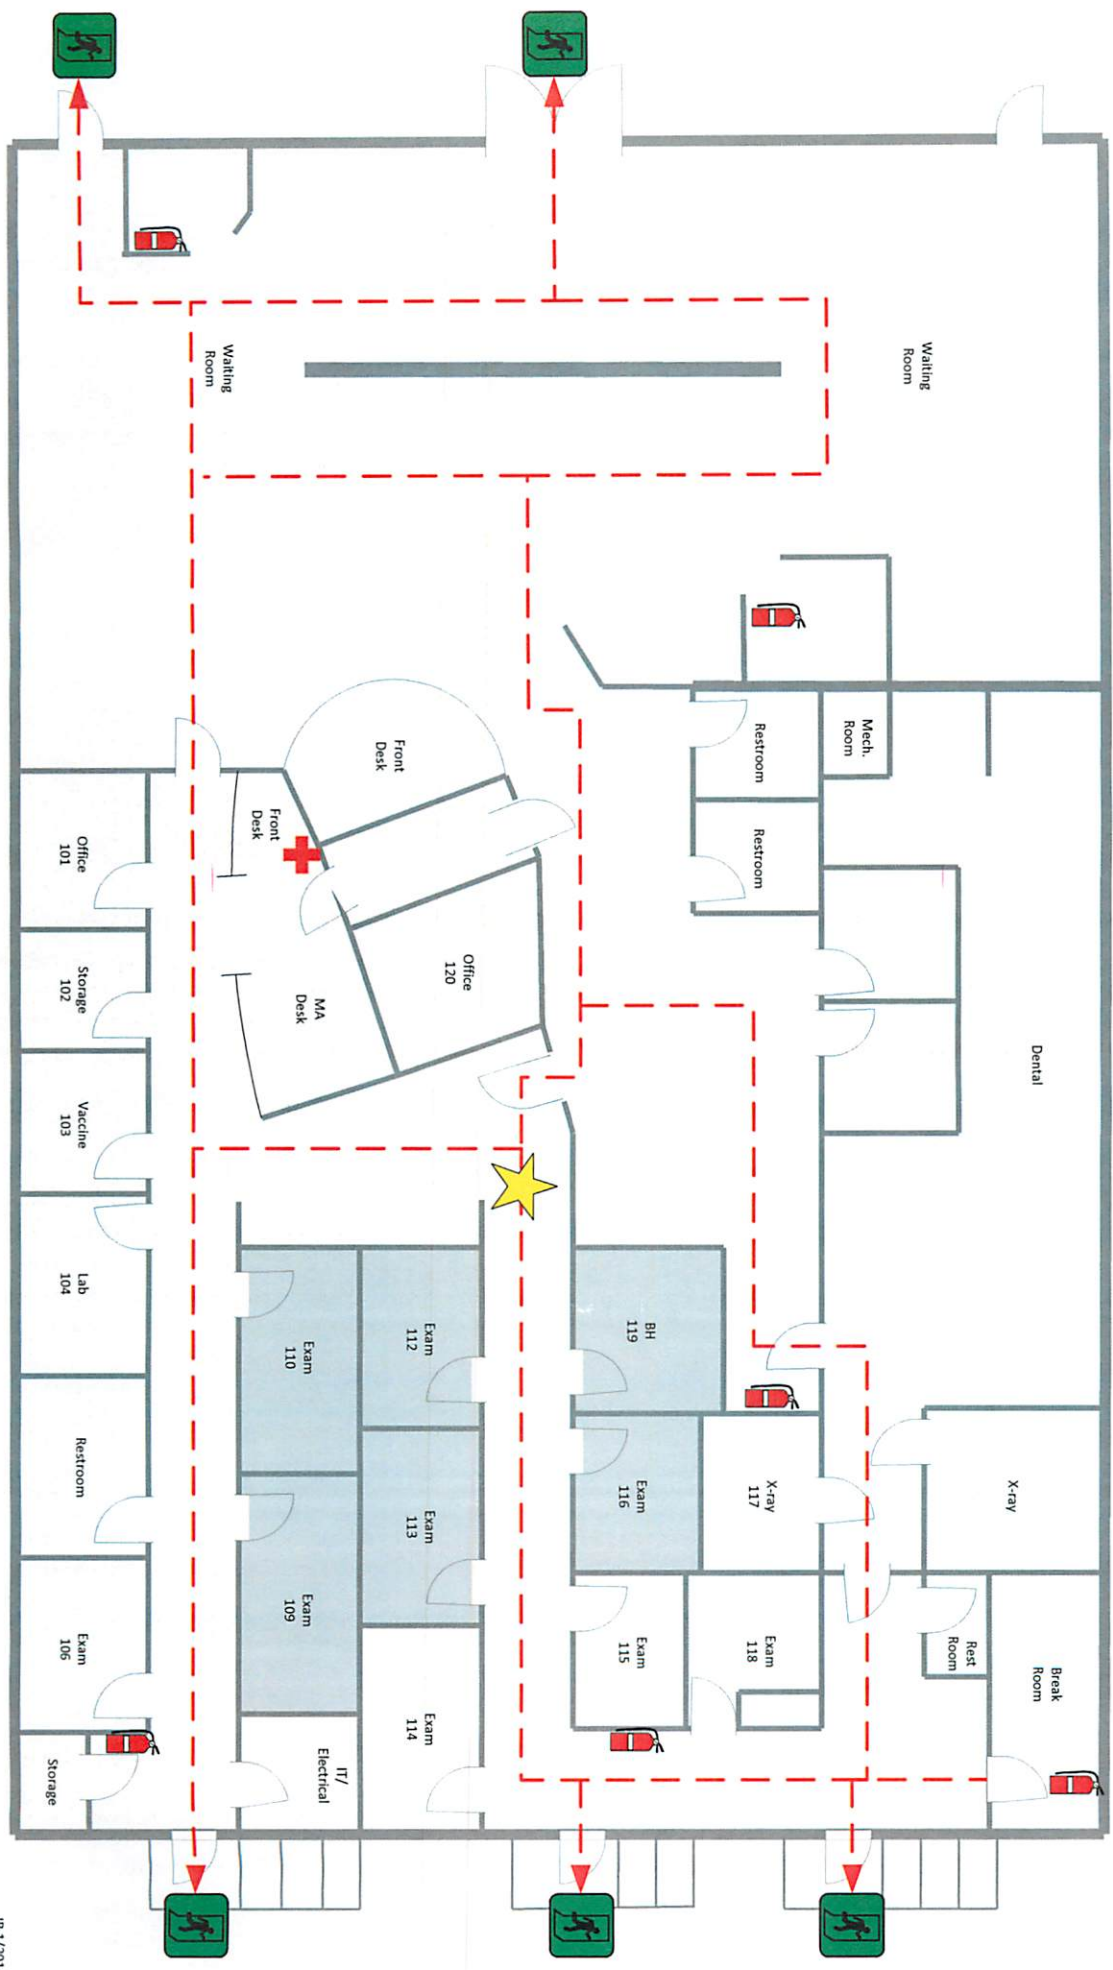 Dental
X-ray
Break
Room
Rest
Room
Waiting
Room
Mech.
Room
Restroom
Restroom
X-ray
117
Exam
118
BH
119
Exam
116
Exam
115
Office
120
Front
Desk
Exam
112
Exam
113
Exam
114
MA
Desk
Front
Desk
Exam
110
Exam
109
IT/
Electrical
Waiting
Room
Office
101
Storage
102
Vaccine
103
Lab
104
Restroom
Exam
106
Storage